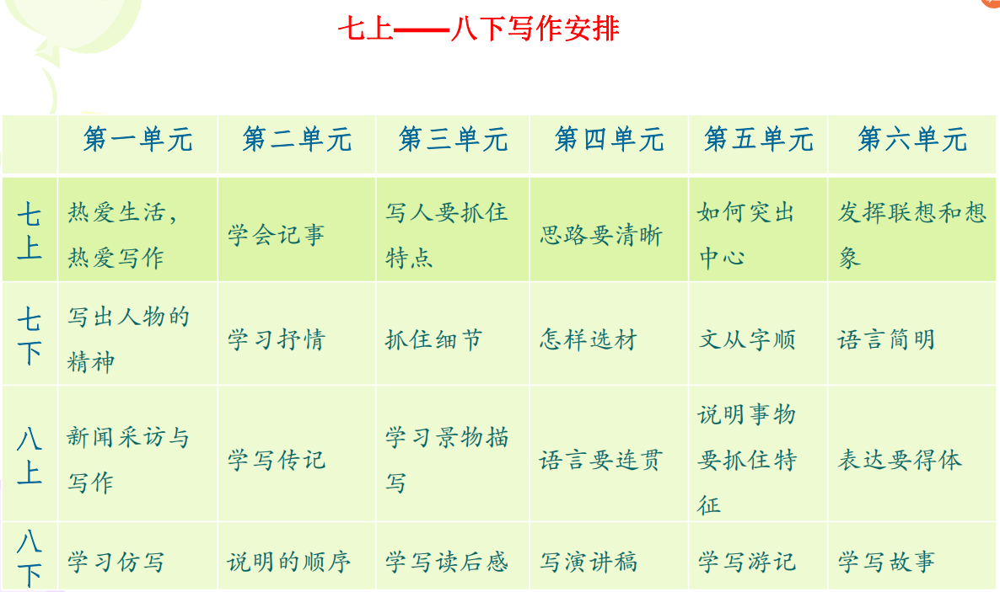 七上——八下写作安排
第一单元 第二单元 第三单元 第四单元 第五单元 第六单元
七上 热爱生活，热爱写作 学会记事 写人要抓住特点 思路要清晰 如何突出中心 发挥联想和想象
七下 写出人物的精神 学习抒情 抓住细节 怎样选材 文从字顺 语言简明
八上 新闻采访与写作 学写传记 学习景物描写 语言要连贯 说明事物要抓住特征 表达要得体
八下 学习仿写 说明的顺序 学写读后感 写演讲稿 学写游记 学写故事